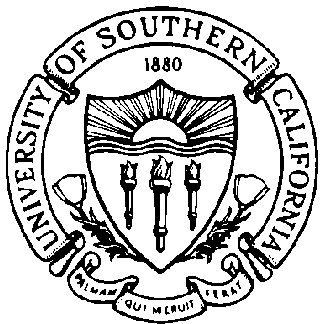 UNIVERSITY OF SOUTHERN CALIFORNIA
1880
PALMAM QUI MERUIT FERAT